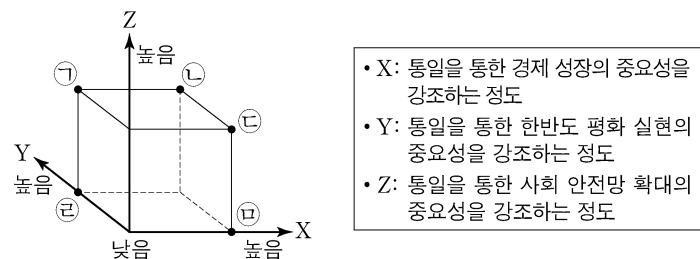 Z
높음
㉠
㉡
㉢
Y
높음
㉣
㉤
X
낮음
높음
• X: 통일을 통한 경제 성장의 중요성을
강조하는 정도
• Y: 통일을 통한 한반도 평화 실현의
중요성을 강조하는 정도
• Z: 통일을 통한 사회 안전망 확대의
중요성을 강조하는 정도